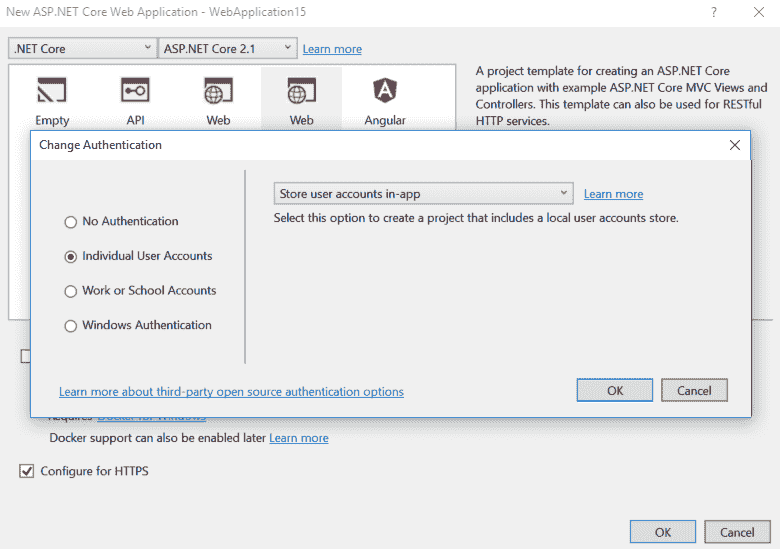 New ASP.NET Core Web Application - WebApplication15
?
.NET Core
ASP.NET Core 2.1
Learn more
Empty
API
Web
Web
Angular
A project template for creating an ASP.NET Core
application with example ASP.NET Core MVC Views and
Controllers. This template can also be used for RESTful
HTTP services.
Change Authentication
No Authentication
Individual User Accounts
Work or School Accounts
Windows Authentication
Store user accounts in-app
Learn more
Select this option to create a project that includes a local user accounts store.
Learn more about third-party open source authentication options
OK
Cancel
Requires Docker for Windows
Docker support can also be enabled later Learn more
Configure for HTTPS
OK
Cancel